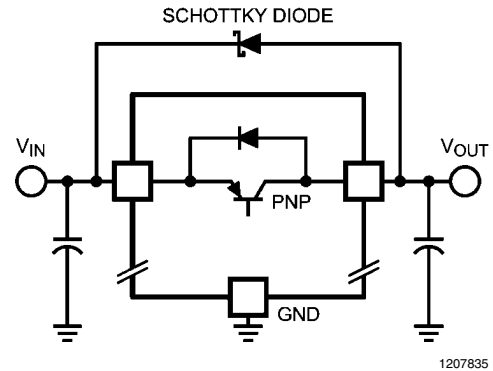 SCHOTTKY DIODE
VIN
VOUT
PNP
GND
1207835